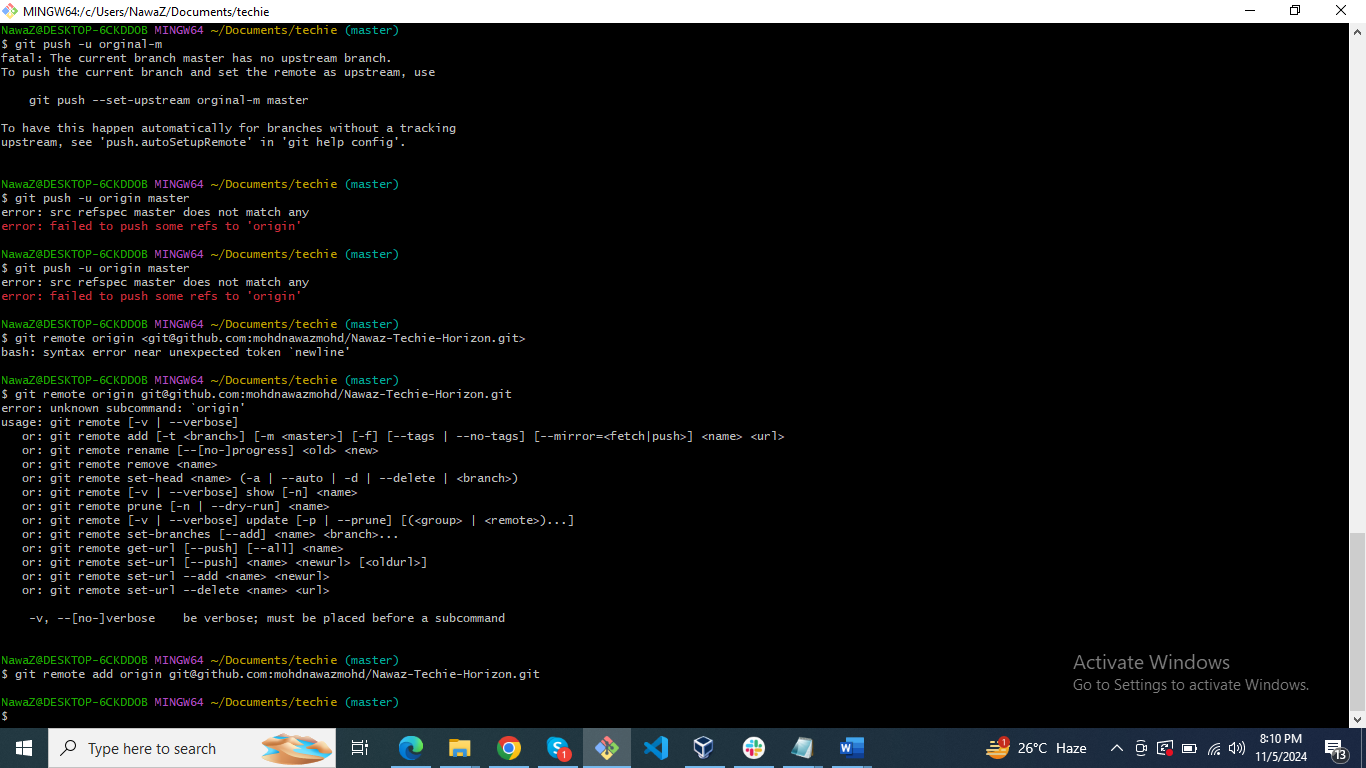 MINGW64:/c/Users/NawaZ/Documents/techie
NawaZ@DESKTOP-6CKDDOB MINGW64 ~/Documents/techie (master)
$ git push -u orginal-m
fatal: The current branch master has no upstream branch.
To push the current branch and set the remote as upstream, use
git push --set-upstream orginal-m master
To have this happen automatically for branches without a tracking
upstream, see 'push.autoSetupRemote' in 'git help config'.
NawaZ@DESKTOP-6CKDDOB MINGW64 ~/Documents/techie (master)
$ git push -u origin master
error: src refspec master does not match any
error: failed to push some refs to 'origin'
NawaZ@DESKTOP-6CKDDOB MINGW64 ~/Documents/techie (master)
$ git push -u origin master
error: src refspec master does not match any
error: failed to push some refs to 'origin'
NawaZ@DESKTOP-6CKDDOB MINGW64 ~/Documents/techie (master)
$ git remote origin <git@github.com:mohdnawazmohd/Nawaz-Techie-Horizon.git>
bash: syntax error near unexpected token `newline'
NawaZ@DESKTOP-6CKDDOB MINGW64 ~/Documents/techie (master)
$ git remote origin git@github.com:mohdnawazmohd/Nawaz-Techie-Horizon.git
error: unknown subcommand: `origin'
usage: git remote [-v | --verbose]
or: git remote add [-t <branch>] [-m <master>] [-f] [--tags | --no-tags] [--mirror=<fetch|push>] <name> <url>
or: git remote rename [--[no-]progress] <old> <new>
or: git remote remove <name>
or: git remote set-head <name> (-a | --auto | -d | --delete | <branch>)
or: git remote [-v | --verbose] show [-n] <name>
or: git remote prune [-n | --dry-run] <name>
or: git remote [-v | --verbose] update [-p | --prune] [(<group> | <remote>)...]
or: git remote set-branches [--add] <name> <branch>...
or: git remote get-url [--push] [--all] <name>
or: git remote set-url [--push] <name> <newurl> [<oldurl>]
or: git remote set-url --add <name> <newurl>
or: git remote set-url --delete <name> <url>
-v, --[no-]verbose    be verbose; must be placed before a subcommand
NawaZ@DESKTOP-6CKDDOB MINGW64 ~/Documents/techie (master)
$ git remote add origin git@github.com:mohdnawazmohd/Nawaz-Techie-Horizon.git
NawaZ@DESKTOP-6CKDDOB MINGW64 ~/Documents/techie (master)
$
Activate Windows
Go to Settings to activate Windows.
Type here to search
1
1
26°C Haze
8:10 PM
11/5/2024
13